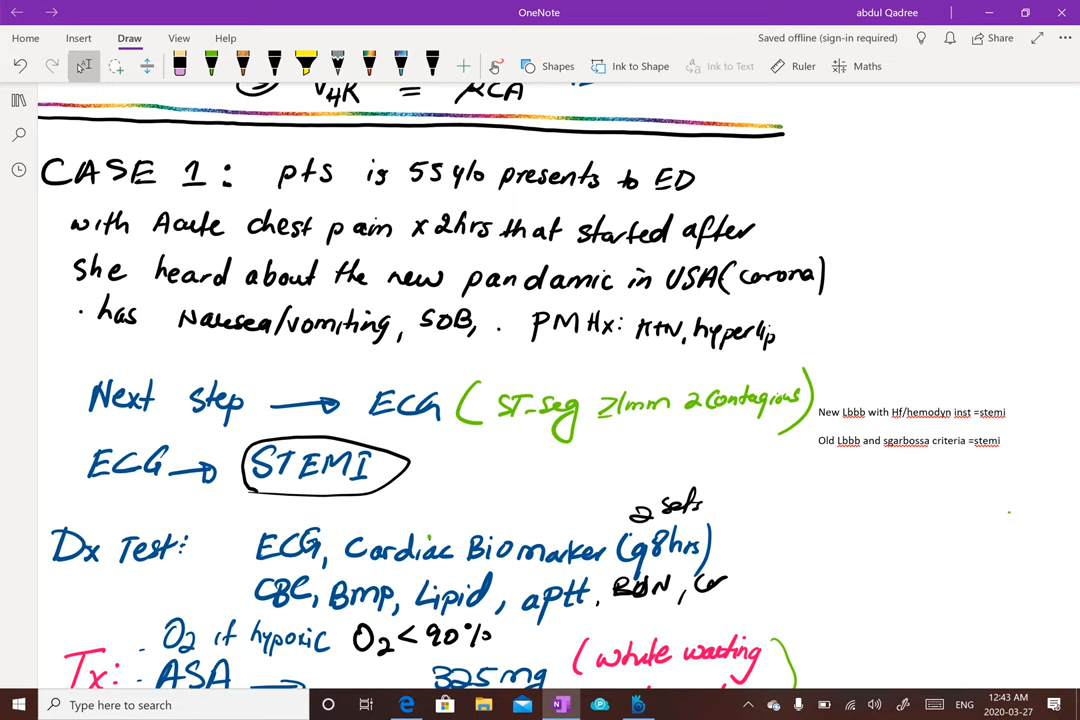 OneNote
abdul Qadree
Home Insert Draw View Help
Saved offline (sign-in required)
Share
Shapes
Ink to Shape
Ink to Text
Ruler
Maths
V4R = RCA
CASE 1: pts is 55 y/o presents to ED
with Acute chest pain x 2hrs that started after
she heard about the new pandamic in USA (corona)
. has Nausea/vomiting, SOB, . PMHx: HTN, hyperlip
Next step → ECG (ST-seg ≥1mm 2 contagious)
New Lbbb with Hf/hemodyn inst =stemi
Old Lbbb and sgarbossa criteria =stemi
ECG → STEMI
2 sets
Dx Test: ECG, Cardiac Biomarker (q8hrs)
CBC, Bmp, Lipid, aptt, BUN, Cr
- O2 if hypoxic O2 < 90%
Tx: - ASA → 325mg (while waiting
Type here to search
ENG
12:43 AM
2020-03-27